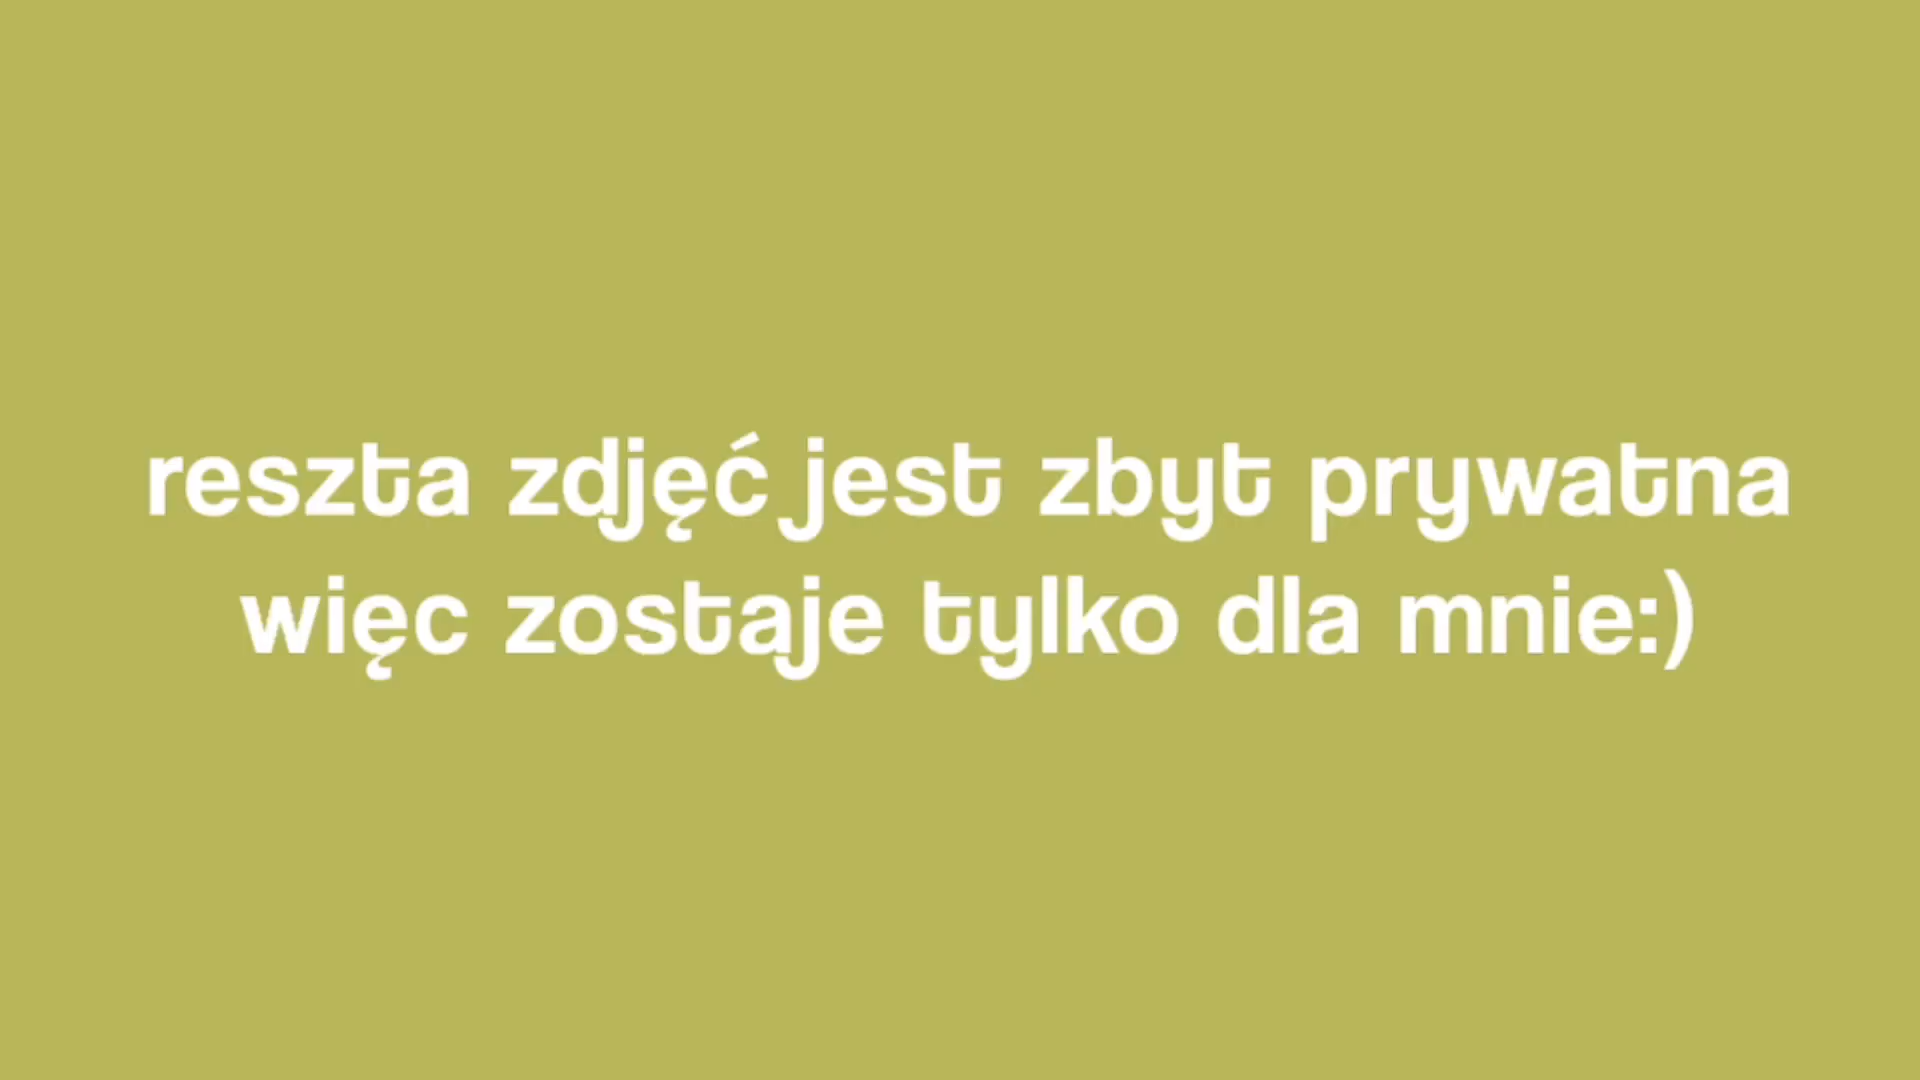 reszta zdjęć jest zbyt prywatna
więc zostaje tylko dla mnie:)